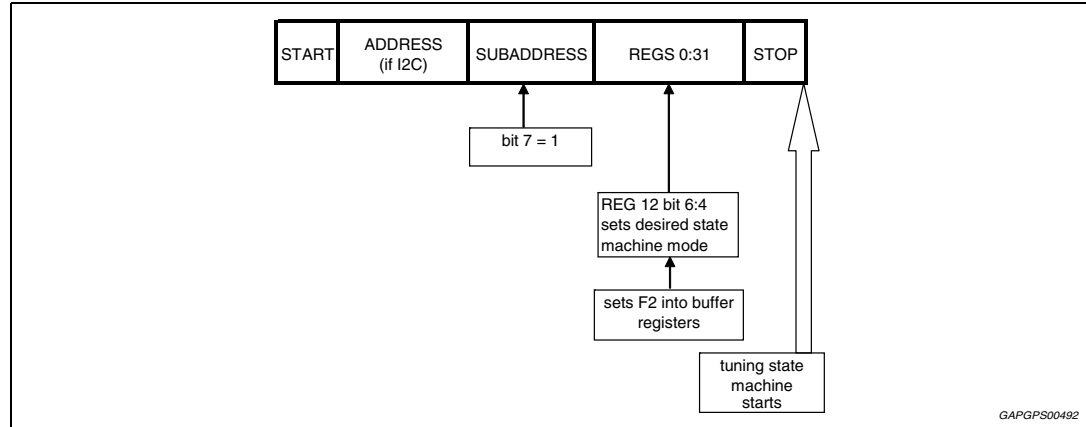 START
ADDRESS
(if I2C)
SUBADDRESS
REGS 0:31
STOP
bit 7 = 1
REG 12 bit 6:4
sets desired state
machine mode
sets F2 into buffer
registers
tuning state
machine
starts
GAPGPS00492